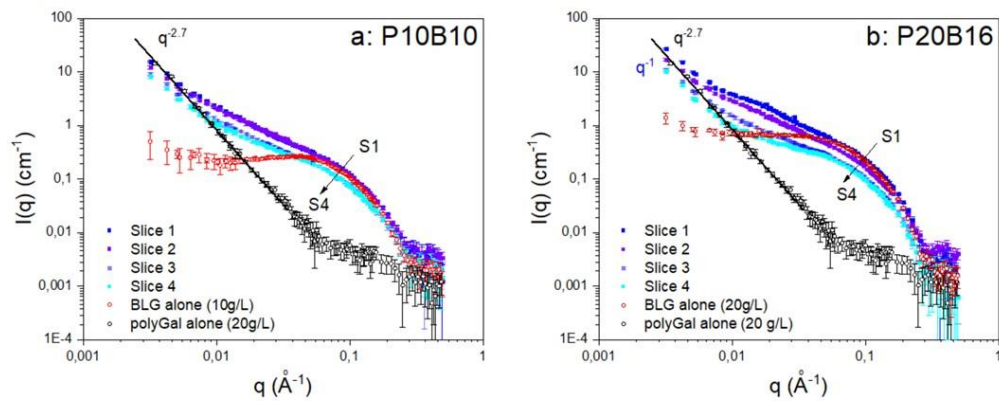 a: P10B10
q-2.7
100
10
1
0,1
0,01
0,001
1E-4
I(q) (cm-1)
S1
S4
Slice 1
Slice 2
Slice 3
Slice 4
BLG alone (10g/L)
polyGal alone (20g/L)
0,001
0,01
0,1
1
q (Å-1)
b: P20B16
q-2.7
q-1
100
10
1
0,1
0,01
0,001
1E-4
I(q) (cm-1)
S1
S4
Slice 1
Slice 2
Slice 3
Slice 4
BLG alone (20g/L)
polyGal alone (20 g/L)
0,001
0,01
0,1
1
q (Å-1)